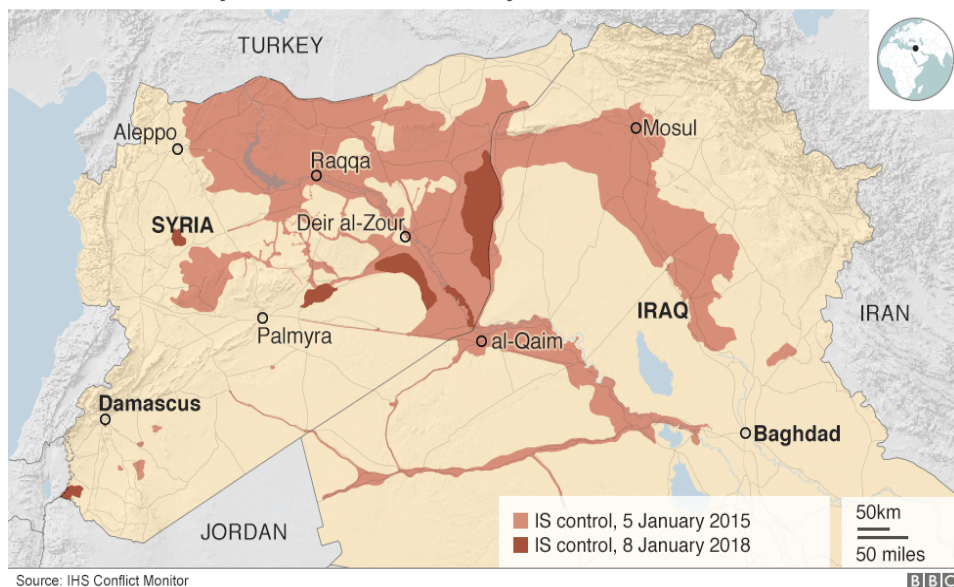 TURKEY
Aleppo
Mosul
Raqqa
SYRIA
Deir al-Zour
IRAQ
IRAN
Palmyra
al-Qaim
Damascus
Baghdad
JORDAN
IS control, 5 January 2015
IS control, 8 January 2018
50km
50 miles
Source: IHS Conflict Monitor
BBC